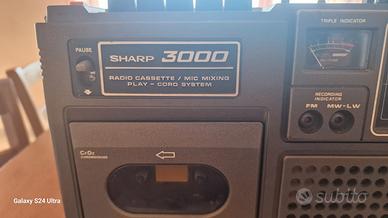 TRIPLE INDICATOR
PAUSE
SHARP 3000
RADIO CASSETTE / MIC MIXING
PLAY - CORD SYSTEM
RECORDING
INDICATOR
FM MW-LW
CrO2
Galaxy S24 Ultra
subito